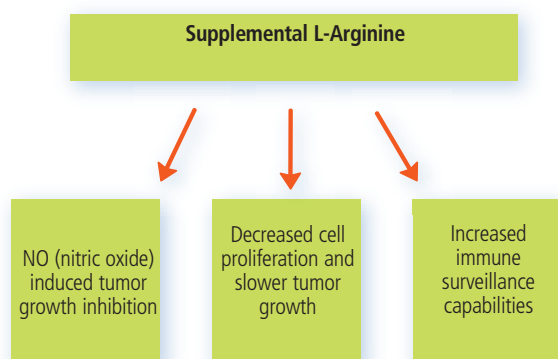 Supplemental L-Arginine
NO (nitric oxide)
induced tumor
growth inhibition
Decreased cell
proliferation and
slower tumor
growth
Increased
immune
surveillance
capabilities